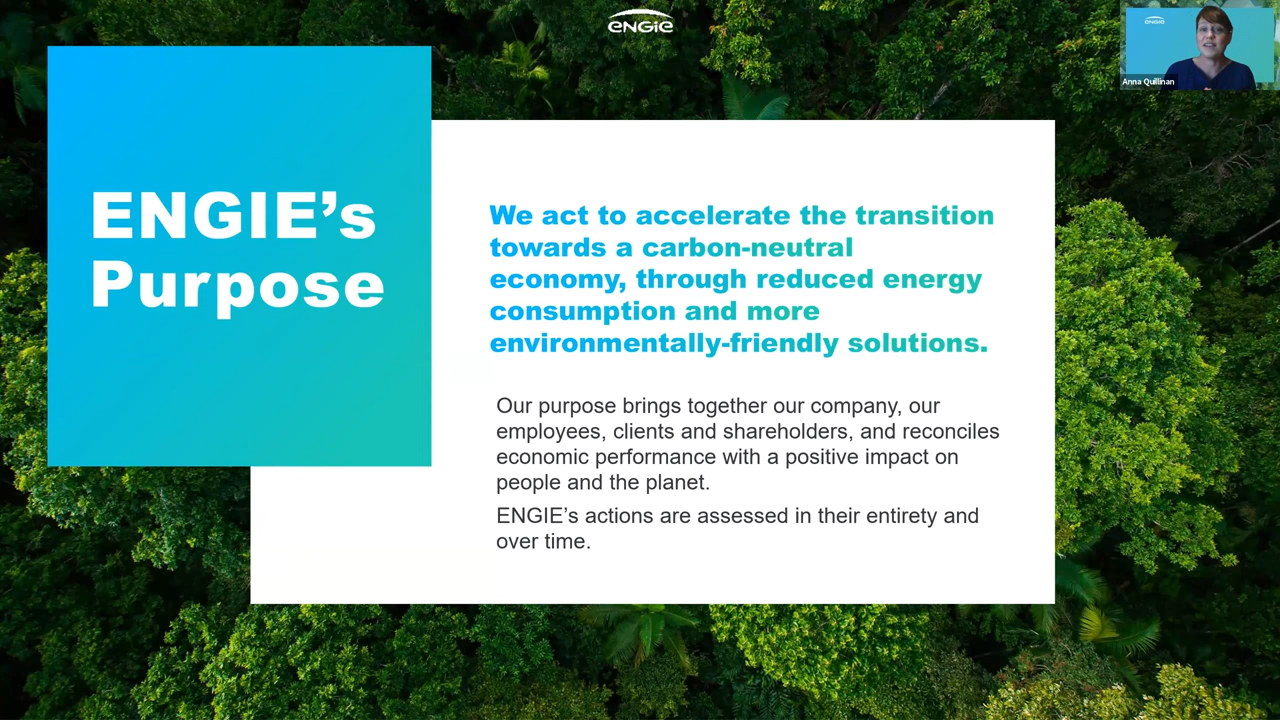 ENGIE
ENGIE
Anna Quillinan
ENGIE's
Purpose
We act to accelerate the transition
towards a carbon-neutral
economy, through reduced energy
consumption and more
environmentally-friendly solutions.
Our purpose brings together our company, our
employees, clients and shareholders, and reconciles
economic performance with a positive impact on
people and the planet.
ENGIE’s actions are assessed in their entirety and
over time.